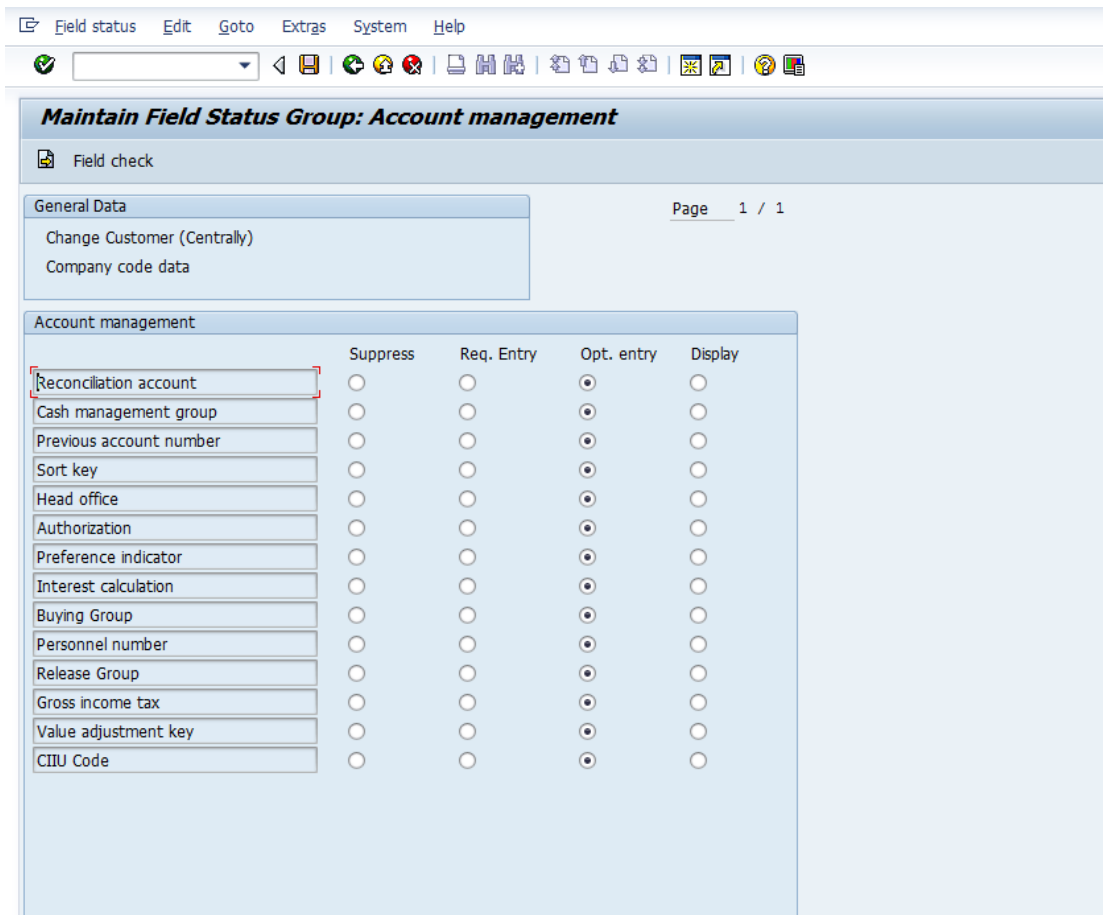 Field status Edit Goto Extras System Help
Maintain Field Status Group: Account management
Field check
General Data
Page 1 / 1
Change Customer (Centrally)
Company code data
Account management
Suppress Req. Entry Opt. entry Display
Reconciliation account
Cash management group
Previous account number
Sort key
Head office
Authorization
Preference indicator
Interest calculation
Buying Group
Personnel number
Release Group
Gross income tax
Value adjustment key
CIIU Code